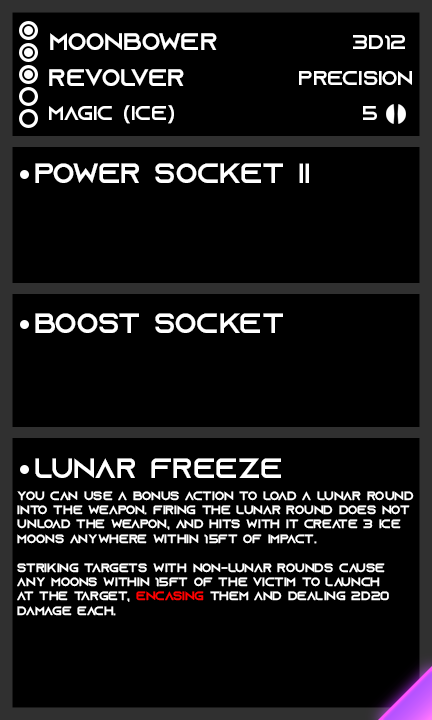 MOONBOWER 3D12
REVOLVER PRECISION
MAGIC (ICE) 5
•POWER SOCKET II
•BOOST SOCKET
•LUNAR FREEZE
YOU CAN USE A BONUS ACTION TO LOAD A LUNAR ROUND
INTO THE WEAPON. FIRING THE LUNAR ROUND DOES NOT
UNLOAD THE WEAPON, AND HITS WITH IT CREATE 3 ICE
MOONS ANYWHERE WITHIN 15FT OF IMPACT.
STRIKING TARGETS WITH NON-LUNAR ROUNDS CAUSE
ANY MOONS WITHIN 15FT OF THE VICTIM TO LAUNCH
AT THE TARGET, ENCASING THEM AND DEALING 2D20
DAMAGE EACH.